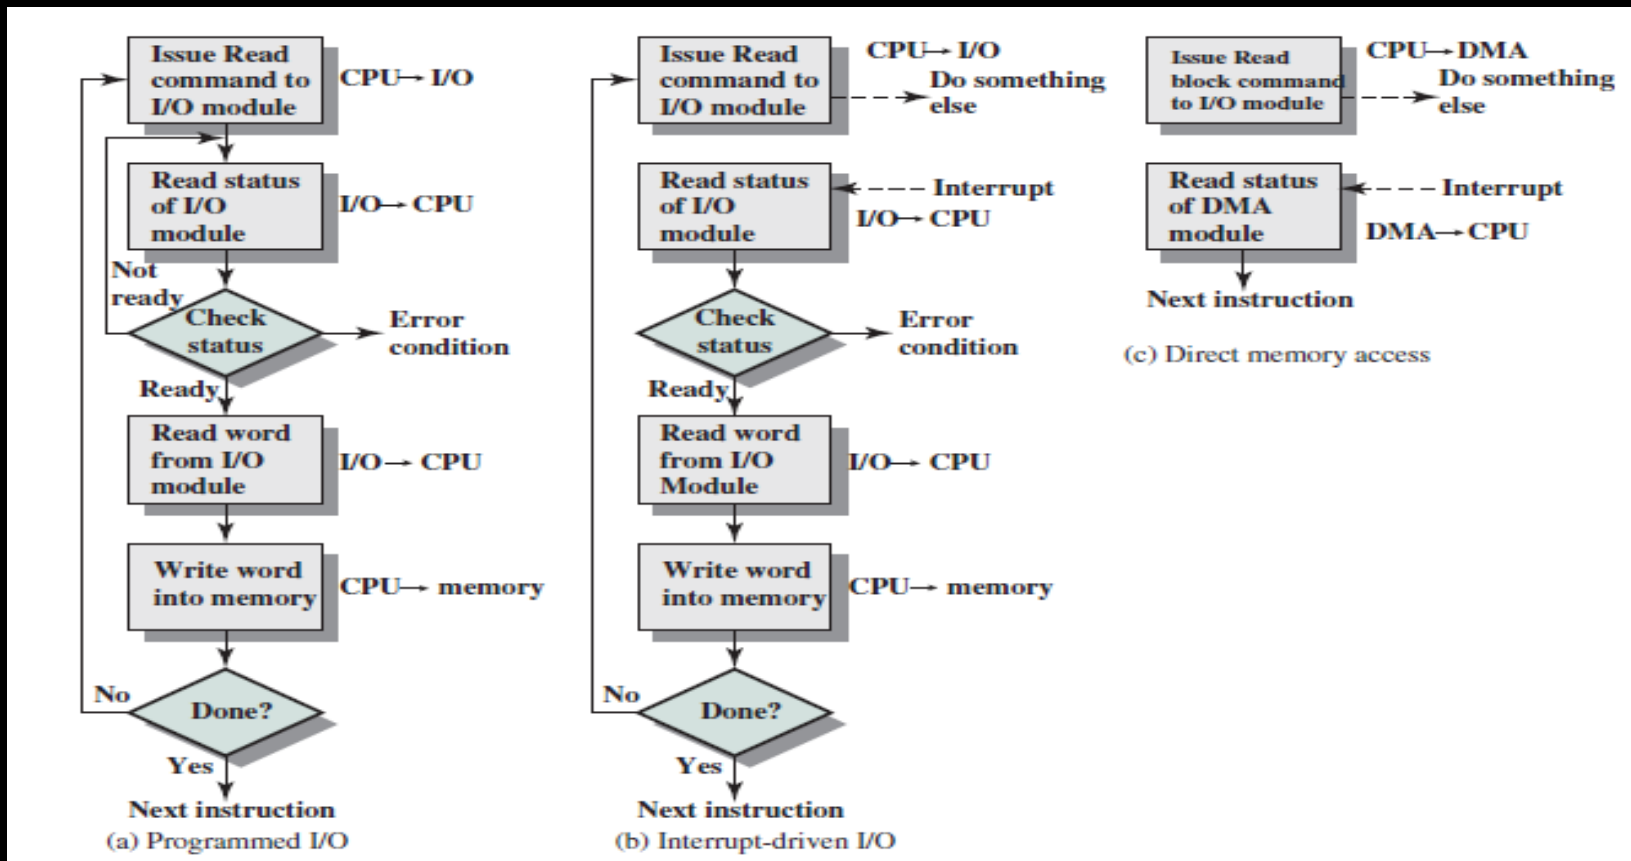 Issue Read
command to
I/O module
CPU → I/O
Read status
of I/O
module
I/O → CPU
Not
ready
Check
status
Error
condition
Ready
Read word
from I/O
module
I/O → CPU
Write word
into memory
CPU → memory
No
Done?
Yes
Next instruction
(a) Programmed I/O
Issue Read
command to
I/O module
CPU → I/O
Do something
else
Read status
of I/O
module
Interrupt
I/O → CPU
Check
status
Error
condition
Ready
Read word
from I/O
Module
I/O → CPU
Write word
into memory
CPU → memory
No
Done?
Yes
Next instruction
(b) Interrupt-driven I/O
Issue Read
block command
to I/O module
CPU → DMA
Do something
else
Read status
of DMA
module
Interrupt
DMA → CPU
Next instruction
(c) Direct memory access